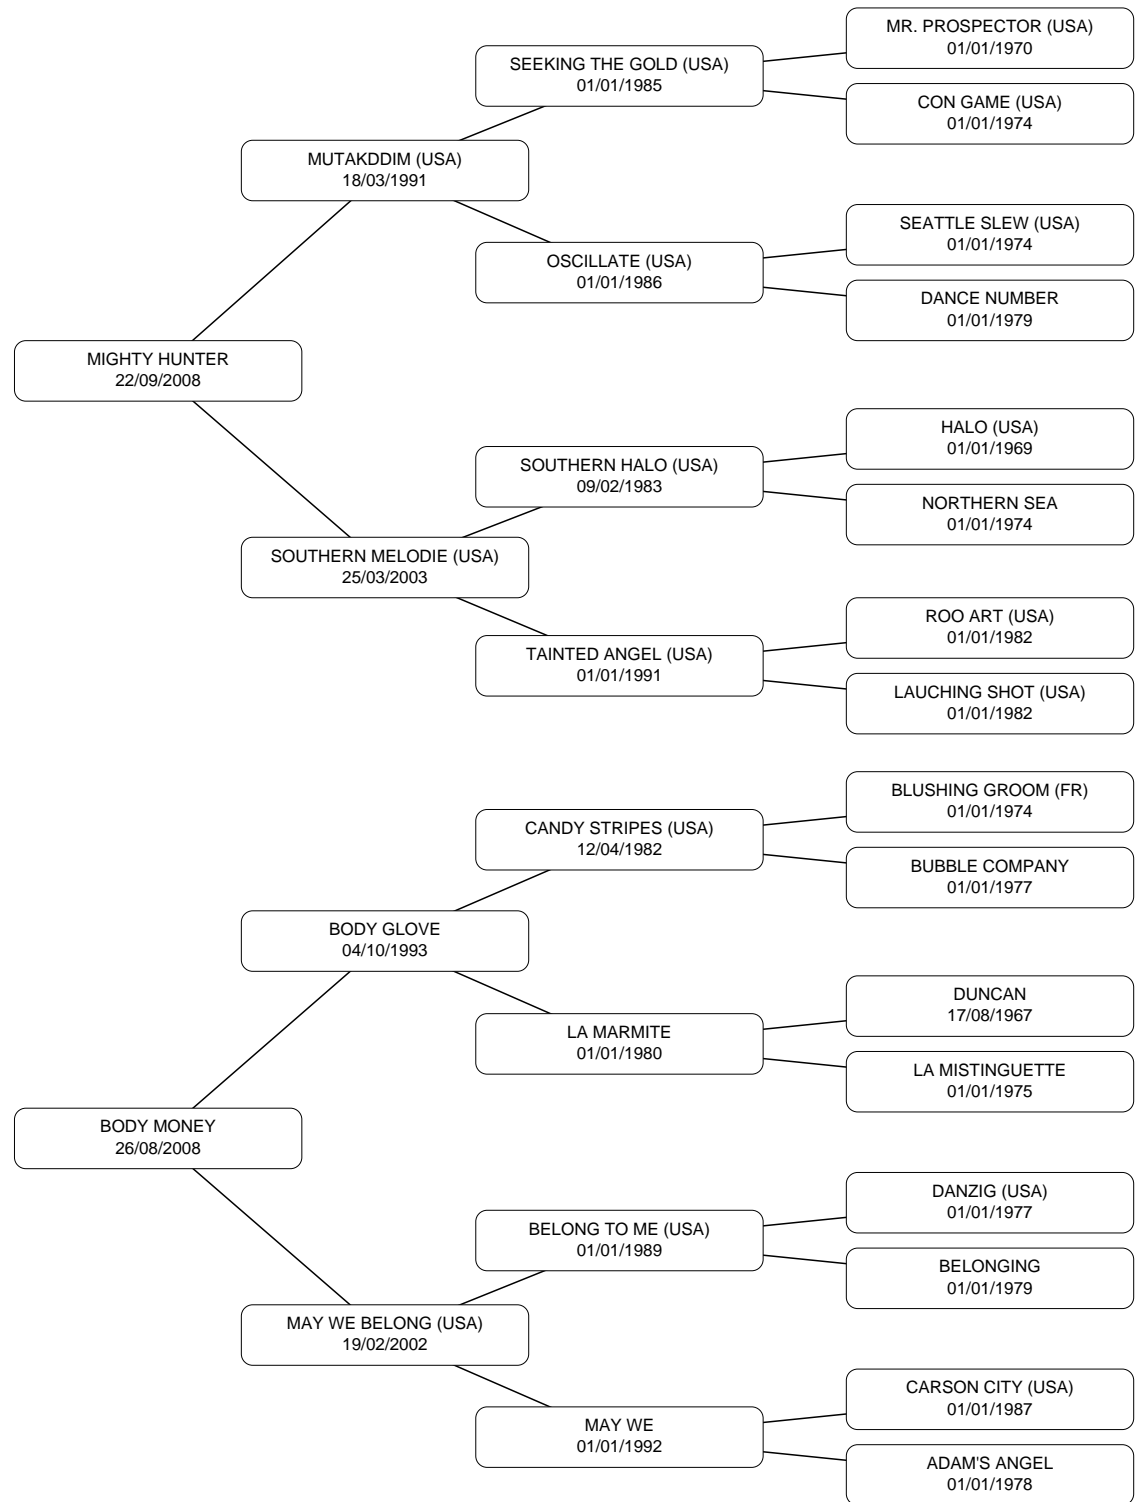 MR. PROSPECTOR (USA)
01/01/1970
SEEKING THE GOLD (USA)
01/01/1985
CON GAME (USA)
01/01/1974
MUTAKDDIM (USA)
18/03/1991
SEATTLE SLEW (USA)
01/01/1974
OSCILLATE (USA)
01/01/1986
DANCE NUMBER
01/01/1979
MIGHTY HUNTER
22/09/2008
HALO (USA)
01/01/1969
SOUTHERN HALO (USA)
09/02/1983
NORTHERN SEA
01/01/1974
SOUTHERN MELODIE (USA)
25/03/2003
ROO ART (USA)
01/01/1982
TAINTED ANGEL (USA)
01/01/1991
LAUCHING SHOT (USA)
01/01/1982
BLUSHING GROOM (FR)
01/01/1974
CANDY STRIPES (USA)
12/04/1982
BUBBLE COMPANY
01/01/1977
BODY GLOVE
04/10/1993
DUNCAN
17/08/1967
LA MARMITE
01/01/1980
LA MISTINGUETTE
01/01/1975
BODY MONEY
26/08/2008
DANZIG (USA)
01/01/1977
BELONG TO ME (USA)
01/01/1989
BELONGING
01/01/1979
MAY WE BELONG (USA)
19/02/2002
CARSON CITY (USA)
01/01/1987
MAY WE
01/01/1992
ADAM'S ANGEL
01/01/1978